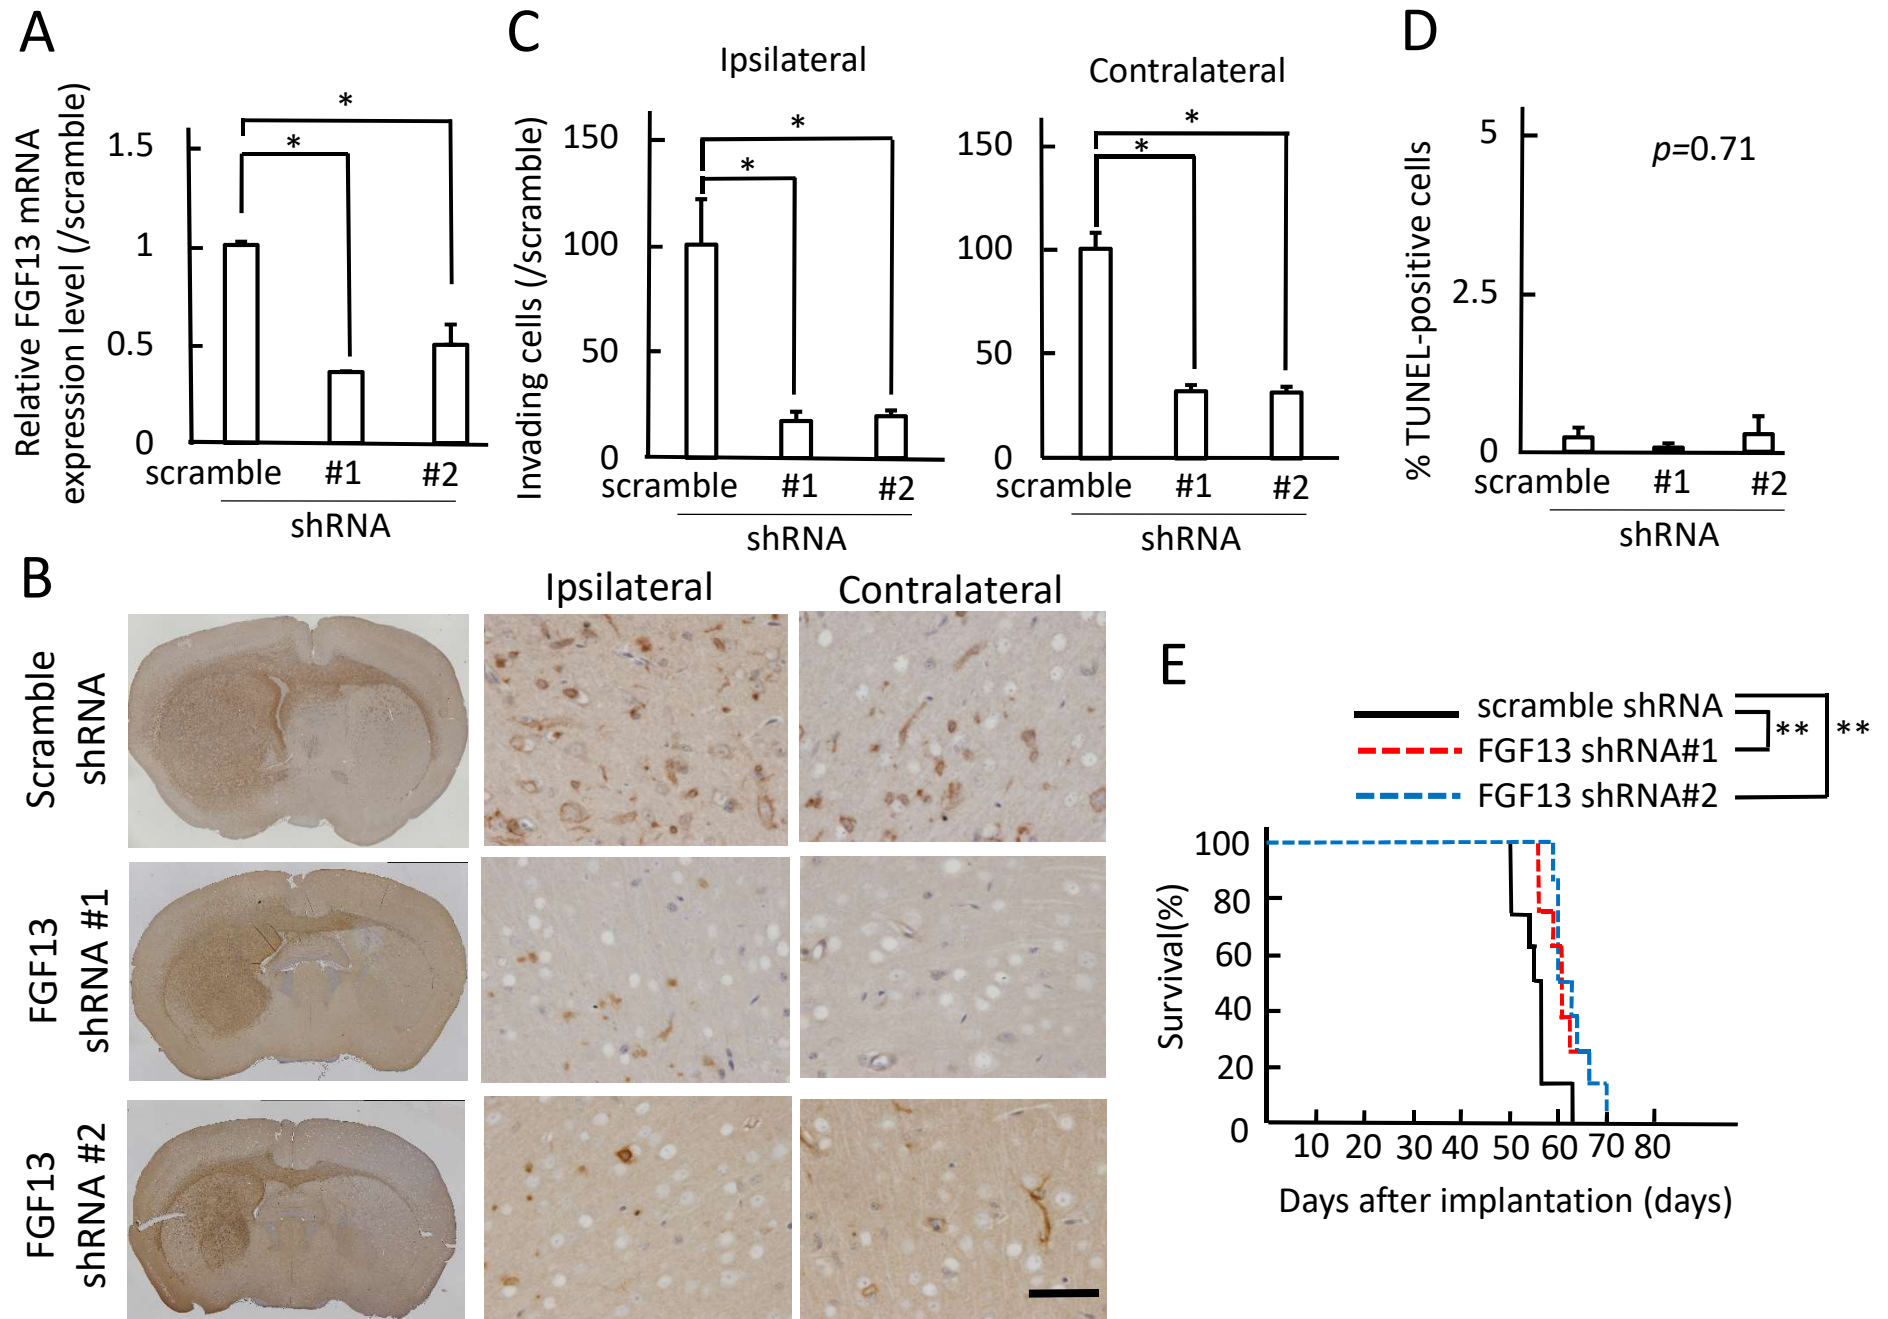 A
Relative FGF13 mRNA
expression level (/scramble)
1.5
1
0.5
0
*
*
scramble #1 #2
shRNA
C
Invading cells (/scramble)
Ipsilateral
150
100
50
0
*
*
scramble #1 #2
shRNA
Contralateral
150
100
50
0
*
*
scramble #1 #2
shRNA
D
% TUNEL-positive cells
5
2.5
0
p=0.71
scramble #1 #2
shRNA
B
Ipsilateral Contralateral
Scramble
shRNA
FGF13
shRNA #1
FGF13
shRNA #2
E
scramble shRNA
FGF13 shRNA#1
FGF13 shRNA#2
**
**
Survival(%)
100
80
60
40
20
0
10 20 30 40 50 60 70 80
Days after implantation (days)